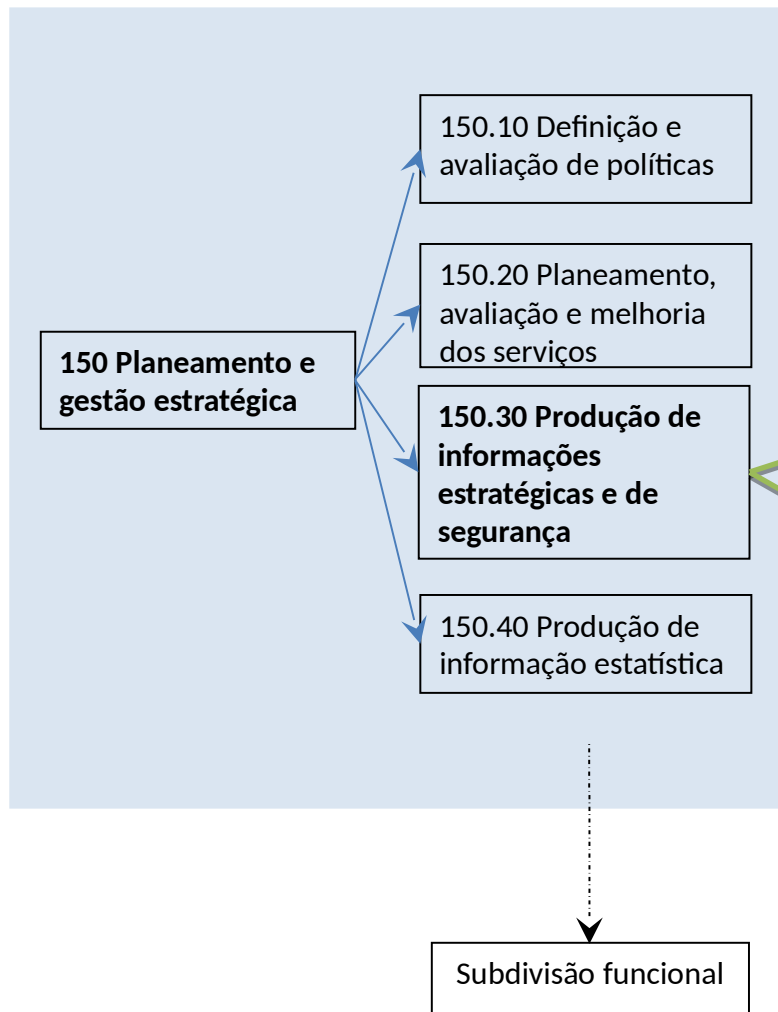 150.10 Definição e
avaliação de políticas
150.20 Planeamento,
avaliação e melhoria
dos serviços
150 Planeamento e
gestão estratégica
150.30 Produção de
informações
estratégicas e de
segurança
150.40 Produção de
informação estatística
Subdivisão funcional